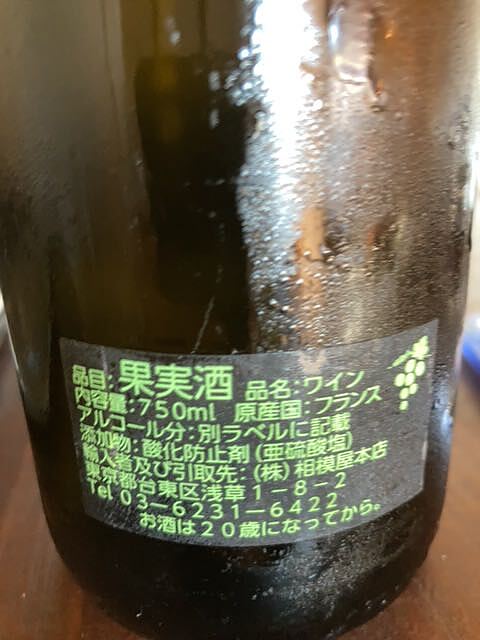 品目:果実酒 品名:ワイン
内容量:750ml 原産国:フランス
アルコール分:別ラベルに記載
添加物:酸化防止剤(亜硫酸塩)
輸入者及び引取先:(株)相模屋本店
東京都台東区浅草1-8-2
Tel 03-6231-6422
お酒は20歳になってから。